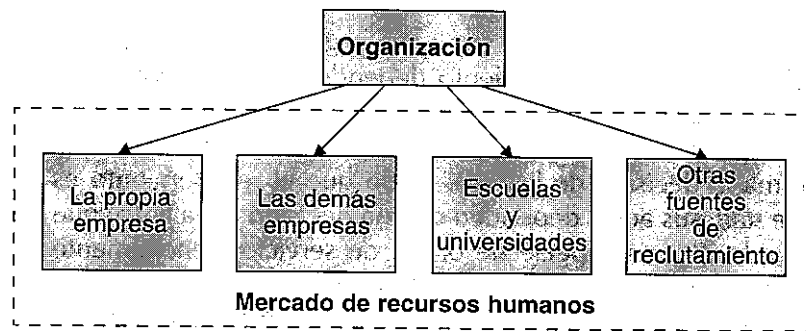 Organización
La propia
empresa
Las demás
empresas
Escuelas
y
universidades
Otras
fuentes
de
reclutamiento
Mercado de recursos humanos